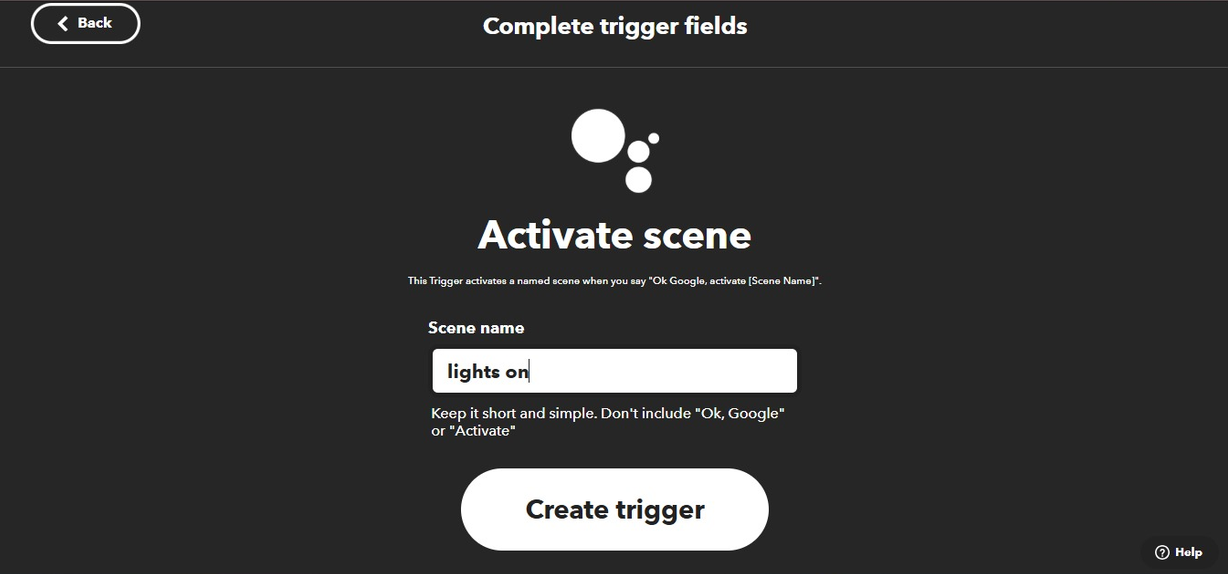 Back
Complete trigger fields
Activate scene
This Trigger activates a named scene when you say "Ok Google, activate [Scene Name]".
Scene name
lights on
Keep it short and simple. Don't include "Ok, Google"
or "Activate"
Create trigger
Help